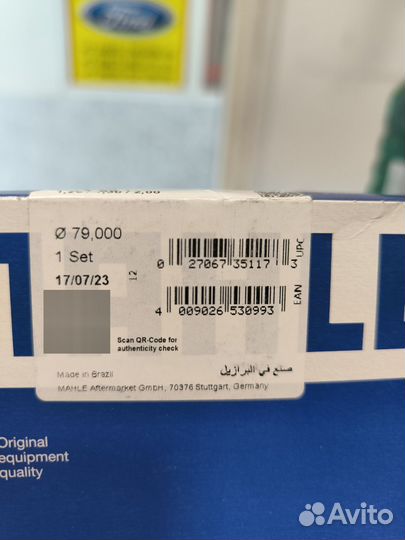 Ford
Ø 79,000
1 Set
17/07/23
12
0 27067 35117 3
UPC
4 009026 530993
EAN
Scan QR-Code for
authenticity check
Made in Brazil
صنع في البرازيل
MAHLE Aftermarket GmbH, 70376 Stuttgart, Germany
Original
equipment
quality
Avito